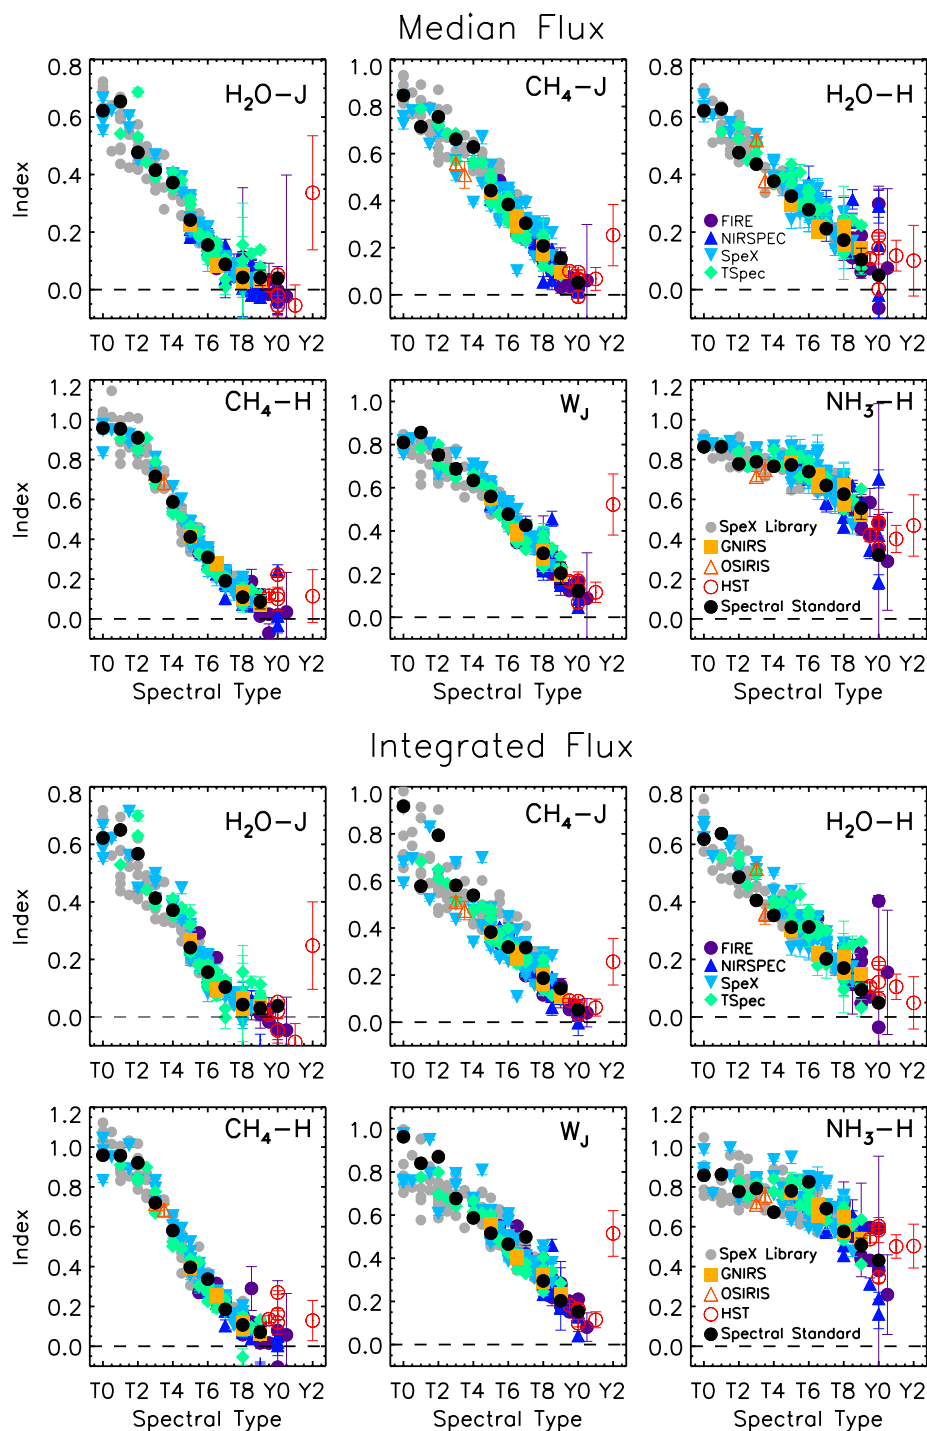 Median Flux
H₂O−J
CH₄−J
H₂O−H
Index
0.8
0.6
0.4
0.2
0.0
1.0
0.8
0.6
0.4
0.2
0.0
0.8
0.6
0.4
0.2
0.0
FIRE
NIRSPEC
SpeX
TSpec
T0 T2 T4 T6 T8 Y0 Y2
T0 T2 T4 T6 T8 Y0 Y2
T0 T2 T4 T6 T8 Y0 Y2
CH₄−H
W_J
NH₃−H
Index
1.2
1.0
0.8
0.6
0.4
0.2
0.0
1.0
0.8
0.6
0.4
0.2
0.0
1.2
1.0
0.8
0.6
0.4
0.2
0.0
SpeX Library
GNIRS
OSIRIS
HST
Spectral Standard
T0 T2 T4 T6 T8 Y0 Y2
T0 T2 T4 T6 T8 Y0 Y2
T0 T2 T4 T6 T8 Y0 Y2
Spectral Type
Spectral Type
Spectral Type
Integrated Flux
H₂O−J
CH₄−J
H₂O−H
Index
0.8
0.6
0.4
0.2
0.0
1.0
0.8
0.6
0.4
0.2
0.0
0.8
0.6
0.4
0.2
0.0
FIRE
NIRSPEC
SpeX
TSpec
T0 T2 T4 T6 T8 Y0 Y2
T0 T2 T4 T6 T8 Y0 Y2
T0 T2 T4 T6 T8 Y0 Y2
CH₄−H
W_J
NH₃−H
Index
1.2
1.0
0.8
0.6
0.4
0.2
0.0
1.0
0.8
0.6
0.4
0.2
0.0
1.2
1.0
0.8
0.6
0.4
0.2
0.0
SpeX Library
GNIRS
OSIRIS
HST
Spectral Standard
T0 T2 T4 T6 T8 Y0 Y2
T0 T2 T4 T6 T8 Y0 Y2
T0 T2 T4 T6 T8 Y0 Y2
Spectral Type
Spectral Type
Spectral Type